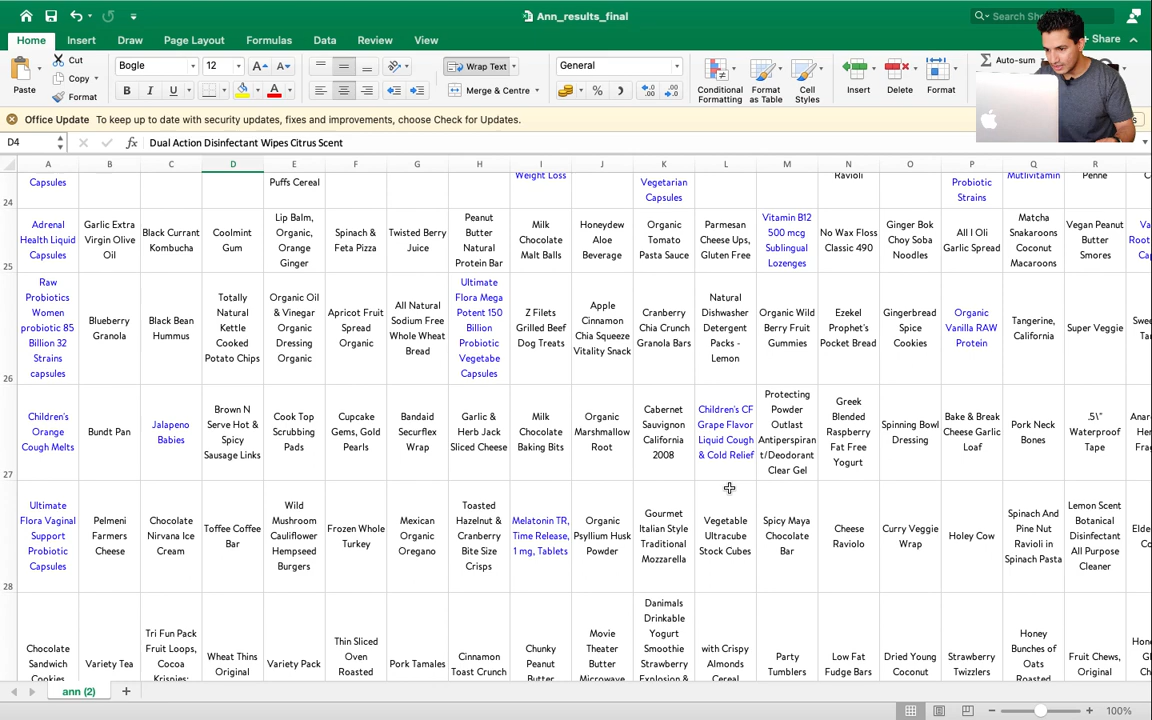 Ann_results_final
Search Sh
Home Insert Draw Page Layout Formulas Data Review View
Share
Paste
Cut
Copy
Format
Bogle 12
A A
B I U A
Wrap Text
Merge & Centre
General
% )
Conditional Formatting
Format as Table
Cell Styles
Insert
Delete
Format
Auto-sum
Office Update To keep up to date with security updates, fixes and improvements, choose Check for Updates.
D4 fx Dual Action Disinfectant Wipes Citrus Scent
A B C D E F G H I J K L M N O P Q R
24
Capsules
Puffs Cereal
Weight Loss
Vegetarian
Capsules
Ravioli
Probiotic
Strains
Mutlivitamin
Penne
25
Adrenal
Health Liquid
Capsules
Garlic Extra
Virgin Olive
Oil
Black Currant
Kombucha
Coolmint
Gum
Lip Balm,
Organic,
Orange
Ginger
Spinach &
Feta Pizza
Twisted Berry
Juice
Peanut
Butter
Natural
Protein Bar
Milk
Chocolate
Malt Balls
Honeydew
Aloe
Beverage
Organic
Tomato
Pasta Sauce
Parmesan
Cheese Ups,
Gluten Free
Vitamin B12
500 mcg
Sublingual
Lozenges
No Wax Floss
Classic 490
Ginger Bok
Choy Soba
Noodles
All I Oli
Garlic Spread
Matcha
Snakaroons
Coconut
Macaroons
Vegan Peanut
Butter
Smores
26
Raw
Probiotics
Women
probiotic 85
Billion 32
Strains
capsules
Blueberry
Granola
Black Bean
Hummus
Totally
Natural
Kettle
Cooked
Potato Chips
Organic Oil
& Vinegar
Organic
Dressing
Organic
Apricot Fruit
Spread
Organic
All Natural
Sodium Free
Whole Wheat
Bread
Ultimate
Flora Mega
Potent 150
Billion
Probiotic
Vegetabe
Capsules
Z Filets
Grilled Beef
Dog Treats
Apple
Cinnamon
Chia Squeeze
Vitality Snack
Cranberry
Chia Crunch
Granola Bars
Natural
Dishwasher
Detergent
Packs -
Lemon
Organic Wild
Berry Fruit
Gummies
Ezekel
Prophet's
Pocket Bread
Gingerbread
Spice
Cookies
Organic
Vanilla RAW
Protein
Tangerine,
California
Super Veggie
27
Children's
Orange
Cough Melts
Bundt Pan
Jalapeno
Babies
Brown N
Serve Hot &
Spicy
Sausage Links
Cook Top
Scrubbing
Pads
Cupcake
Gems, Gold
Pearls
Bandaid
Securflex
Wrap
Garlic &
Herb Jack
Sliced Cheese
Milk
Chocolate
Baking Bits
Organic
Marshmallow
Root
Cabernet
Sauvignon
California
2008
Children's CF
Grape Flavor
Liquid Cough
& Cold Relief
Protecting
Powder
Outlast
Antiperspiran
t/Deodorant
Clear Gel
Greek
Blended
Raspberry
Fat Free
Yogurt
Spinning Bowl
Dressing
Bake & Break
Cheese Garlic
Loaf
Pork Neck
Bones
.5\"
Waterproof
Tape
28
Ultimate
Flora Vaginal
Support
Probiotic
Capsules
Pelmeni
Farmers
Cheese
Chocolate
Nirvana Ice
Cream
Toffee Coffee
Bar
Wild
Mushroom
Cauliflower
Hempseed
Burgers
Frozen Whole
Turkey
Mexican
Organic
Oregano
Toasted
Hazelnut &
Cranberry
Bite Size
Crisps
Melatonin TR,
Time Release,
1 mg, Tablets
Organic
Psyllium Husk
Powder
Gourmet
Italian Style
Traditional
Mozzarella
Vegetable
Ultracube
Stock Cubes
Spicy Maya
Chocolate
Bar
Cheese
Raviolo
Curry Veggie
Wrap
Holey Cow
Spinach And
Pine Nut
Ravioli in
Spinach Pasta
Lemon Scent
Botanical
Disinfectant
All Purpose
Cleaner
Chocolate
Sandwich
Cookies
Variety Tea
Tri Fun Pack
Fruit Loops,
Cocoa
Krispies;
Wheat Thins
Original
Variety Pack
Thin Sliced
Oven
Roasted
Pork Tamales
Cinnamon
Toast Crunch
Chunky
Peanut
Butter
Movie
Theater
Butter
Microwave
Danimals
Drinkable
Yogurt
Smoothie
Strawberry
Explosion &
with Crispy
Almonds
Cereal
Party
Tumblers
Low Fat
Fudge Bars
Dried Young
Coconut
Strawberry
Twizzlers
Honey
Bunches of
Oats
Roasted
Fruit Chews,
Original
ann (2)
100%